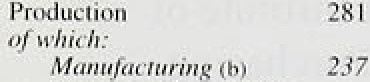 Production 281
of which:
Manufacturing (b) 237